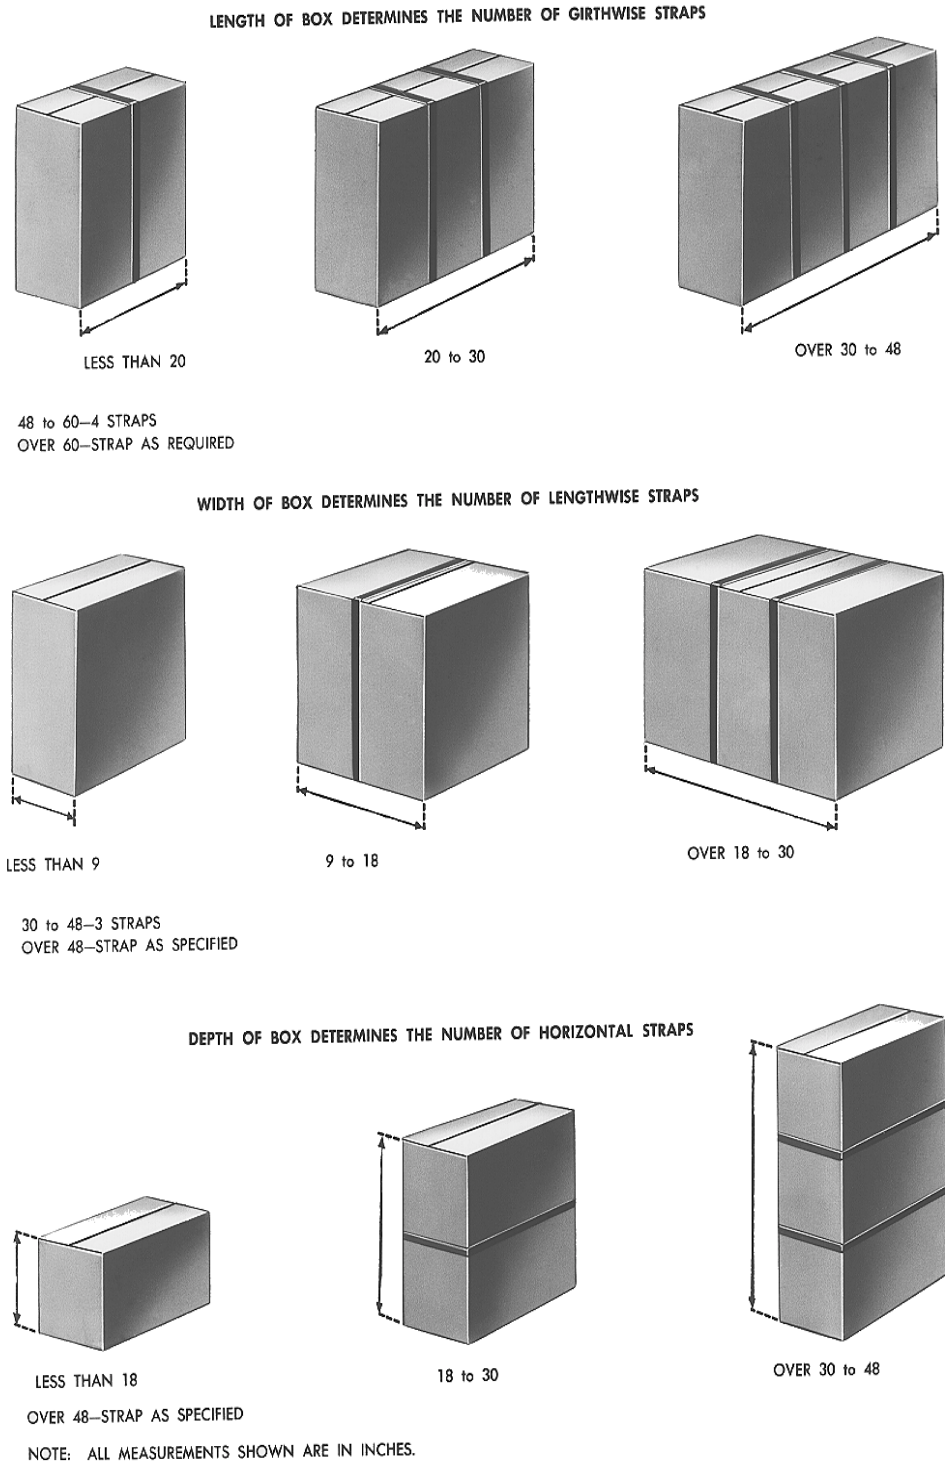 LENGTH OF BOX DETERMINES THE NUMBER OF GIRTHWISE STRAPS
LESS THAN 20
20 to 30
OVER 30 to 48
48 to 60—4 STRAPS
OVER 60—STRAP AS REQUIRED
WIDTH OF BOX DETERMINES THE NUMBER OF LENGTHWISE STRAPS
LESS THAN 9
9 to 18
OVER 18 to 30
30 to 48—3 STRAPS
OVER 48—STRAP AS SPECIFIED
DEPTH OF BOX DETERMINES THE NUMBER OF HORIZONTAL STRAPS
LESS THAN 18
18 to 30
OVER 30 to 48
OVER 48—STRAP AS SPECIFIED
NOTE: ALL MEASUREMENTS SHOWN ARE IN INCHES.